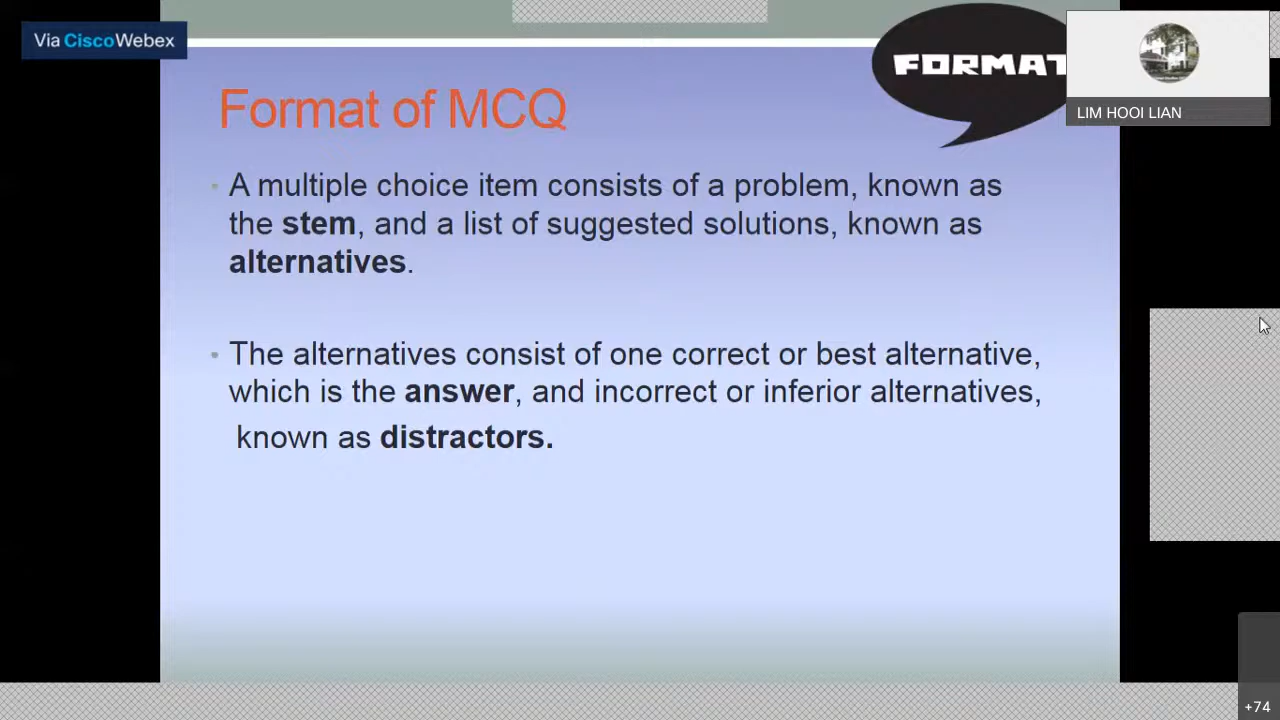 Via CiscoWebex
FORMAT
LIM HOOI LIAN
Format of MCQ
A multiple choice item consists of a problem, known as
the stem, and a list of suggested solutions, known as
alternatives.
The alternatives consist of one correct or best alternative,
which is the answer, and incorrect or inferior alternatives,
known as distractors.
+74